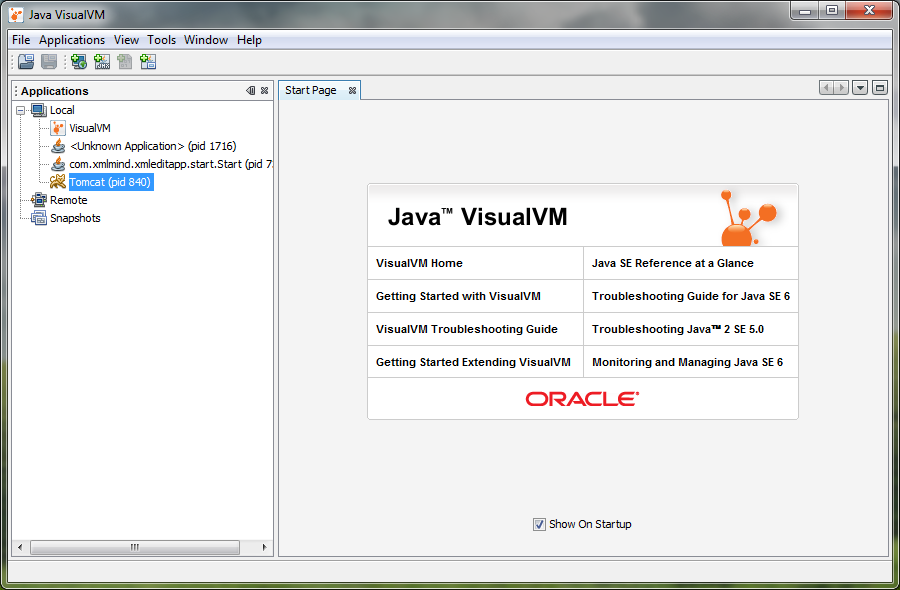 Java VisualVM
File Applications View Tools Window Help
Applications
Start Page
Local
VisualVM
<Unknown Application> (pid 1716)
com.xmlmind.xmleditapp.start.Start (pid 7
Tomcat (pid 840)
Remote
Snapshots
Java™ VisualVM
VisualVM Home
Java SE Reference at a Glance
Getting Started with VisualVM
Troubleshooting Guide for Java SE 6
VisualVM Troubleshooting Guide
Troubleshooting Java™ 2 SE 5.0
Getting Started Extending VisualVM
Monitoring and Managing Java SE 6
ORACLE
Show On Startup